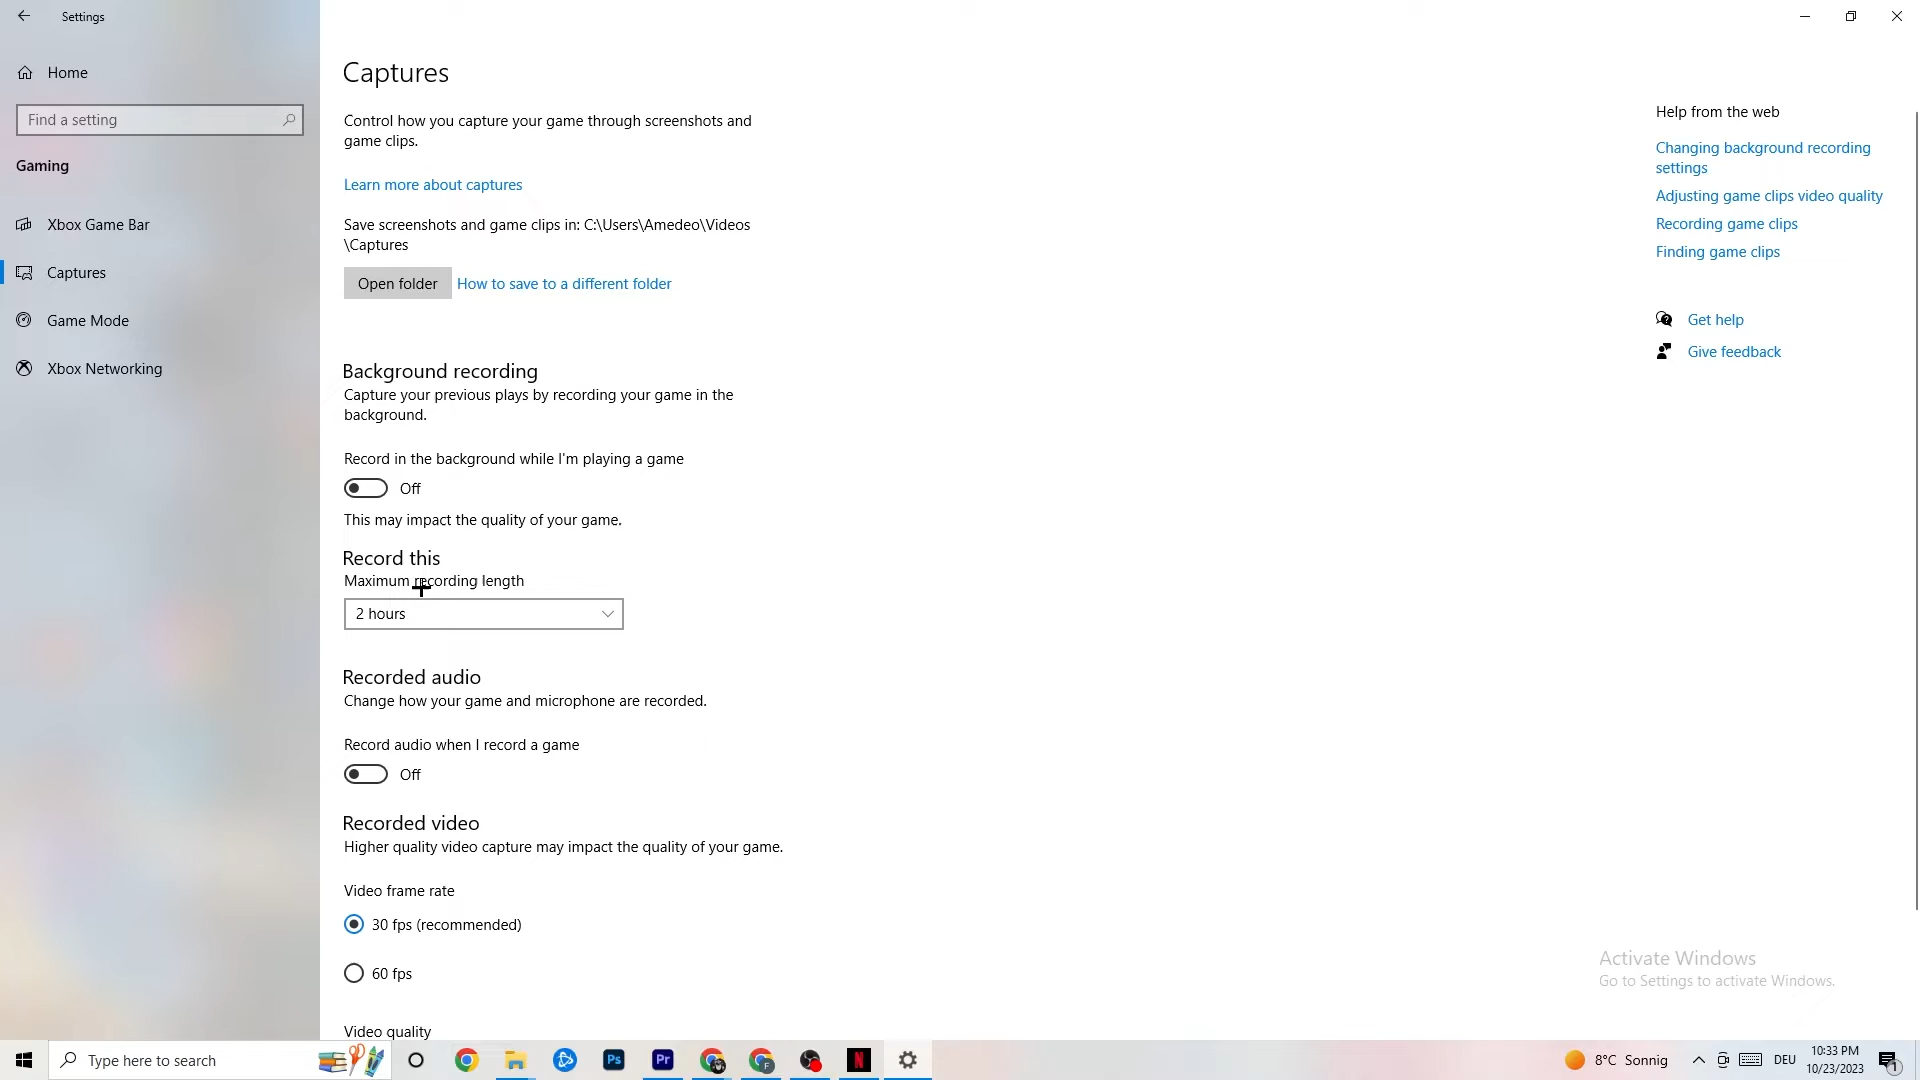 Settings
Home
Find a setting
Gaming
Xbox Game Bar
Captures
Game Mode
Xbox Networking
Captures
Control how you capture your game through screenshots and
game clips.
Learn more about captures
Save screenshots and game clips in: C:\Users\Amedeo\Videos
\Captures
Open folder
How to save to a different folder
Background recording
Capture your previous plays by recording your game in the
background.
Record in the background while I'm playing a game
Off
This may impact the quality of your game.
Record this
Maximum recording length
2 hours
Recorded audio
Change how your game and microphone are recorded.
Record audio when I record a game
Off
Recorded video
Higher quality video capture may impact the quality of your game.
Video frame rate
30 fps (recommended)
60 fps
Video quality
Help from the web
Changing background recording
settings
Adjusting game clips video quality
Recording game clips
Finding game clips
Get help
Give feedback
Activate Windows
Go to Settings to activate Windows.
Type here to search
Ps
Pr
F
N
8°C Sonnig
DEU
10:33 PM
10/23/2023
1